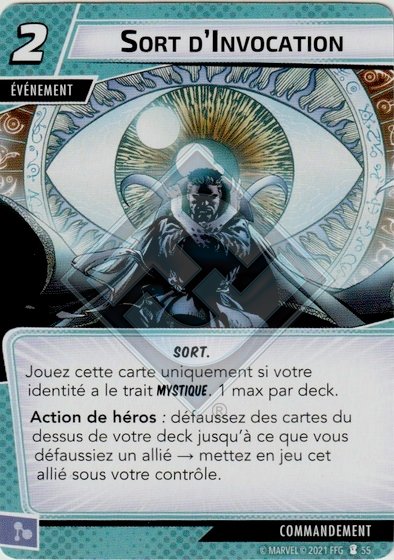 2
SORT D'INVOCATION
ÉVÉNEMENT
SORT.
Jouez cette carte uniquement si votre
identité a le trait MYSTIQUE. 1 max par deck.
Action de héros : défaussez des cartes du
dessus de votre deck jusqu'à ce que vous
défaussiez un allié → mettez en jeu cet
allié sous votre contrôle.
®
© MARVEL © 2021 FFG 55
COMMANDEMENT